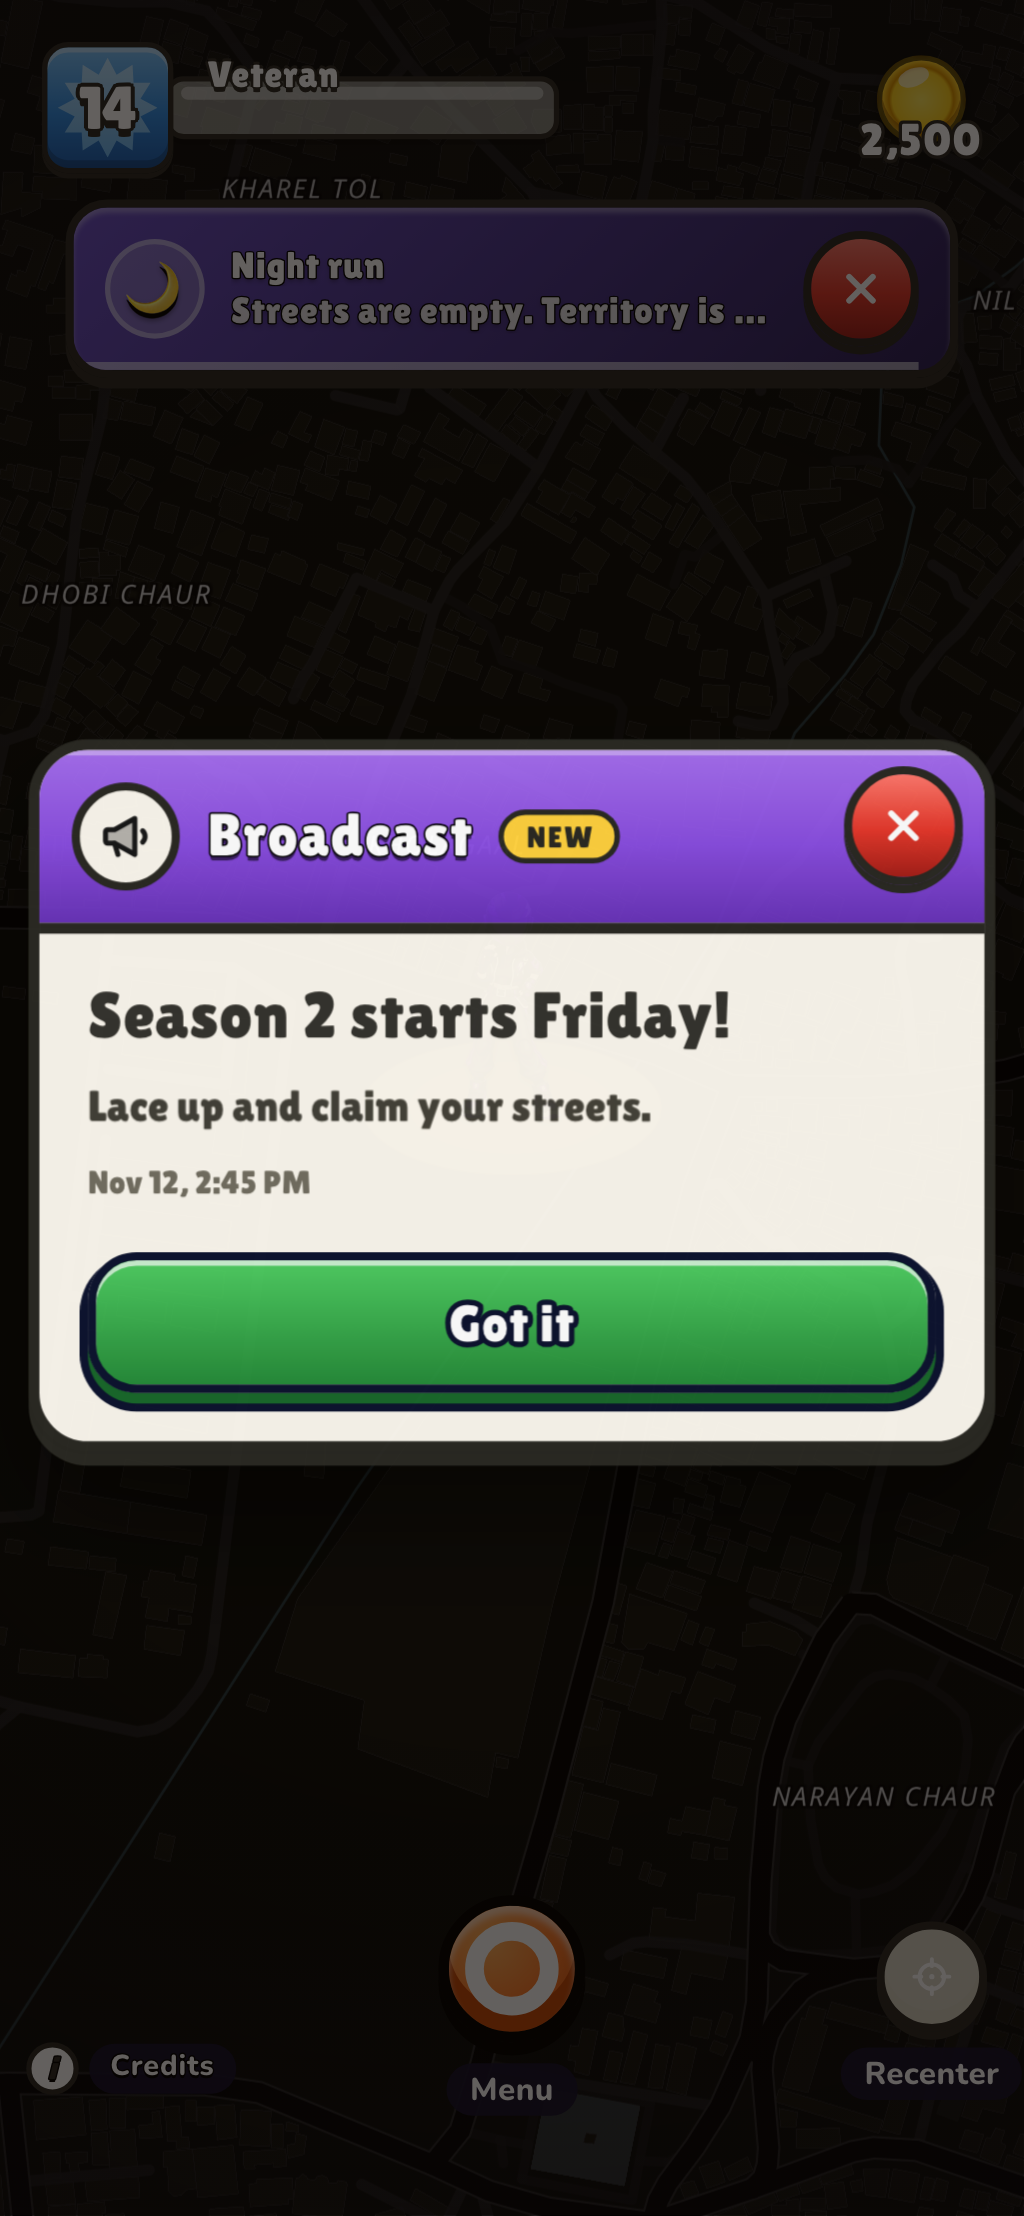 Veteran
14
2,500
KHAREL TOL
Night run
Streets are empty. Territory is ...
NIL
DHOBI CHAUR
Broadcast
NEW
Season 2 starts Friday!
Lace up and claim your streets.
Nov 12, 2:45 PM
Got it
NARAYAN CHAUR
Credits
Menu
Recenter